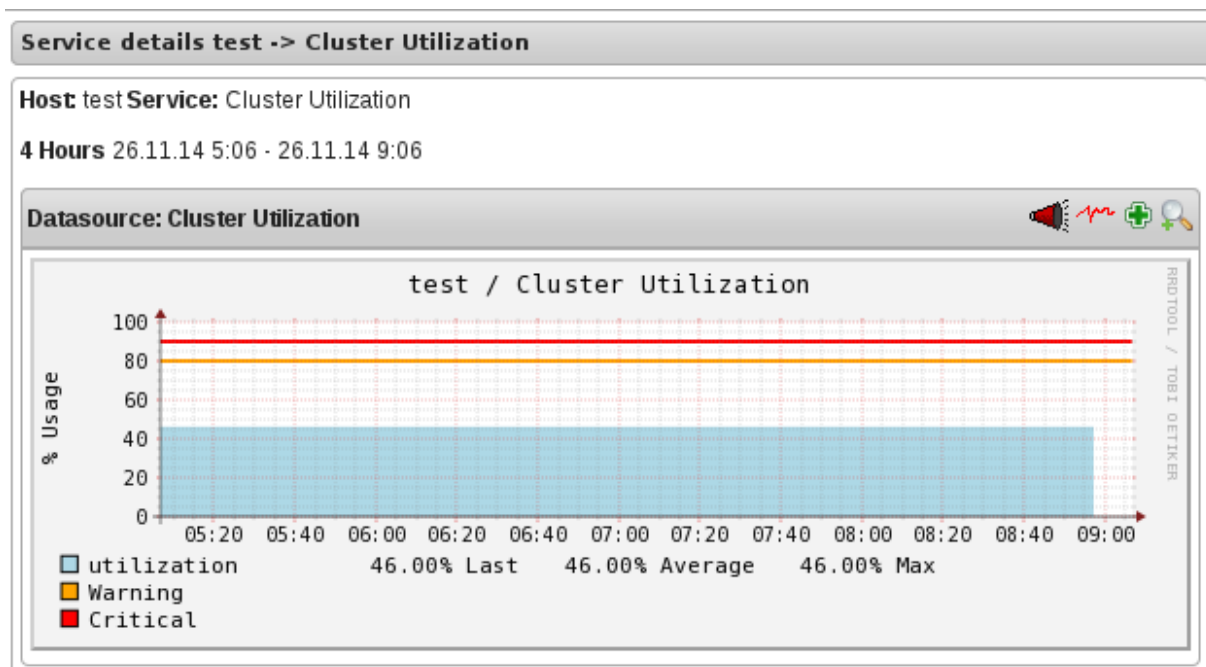 Service details test -> Cluster Utilization
Host: test Service: Cluster Utilization
4 Hours 26.11.14 5:06 - 26.11.14 9:06
Datasource: Cluster Utilization
test / Cluster Utilization
RRDTOOL / TOBI OETIKER
% Usage
100
80
60
40
20
0
05:20 05:40 06:00 06:20 06:40 07:00 07:20 07:40 08:00 08:20 08:40 09:00
utilization 46.00% Last 46.00% Average 46.00% Max
Warning
Critical